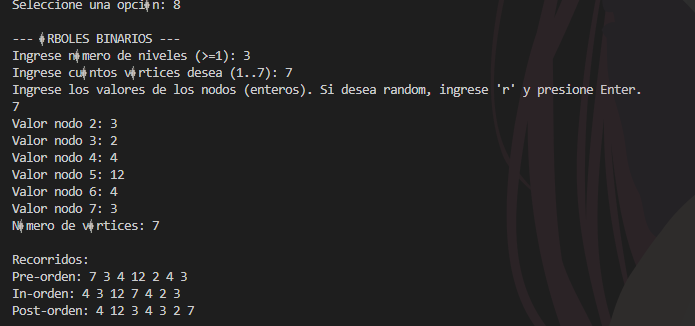 Seleccione una opci�n: 8
--- �RBOLES BINARIOS ---
Ingrese n�mero de niveles (>=1): 3
Ingrese cu�ntos v�rtices desea (1..7): 7
Ingrese los valores de los nodos (enteros). Si desea random, ingrese 'r' y presione Enter.
7
Valor nodo 2: 3
Valor nodo 3: 2
Valor nodo 4: 4
Valor nodo 5: 12
Valor nodo 6: 4
Valor nodo 7: 3
N�mero de v�rtices: 7
Recorridos:
Pre-orden: 7 3 4 12 2 4 3
In-orden: 4 3 12 7 4 2 3
Post-orden: 4 12 3 4 3 2 7